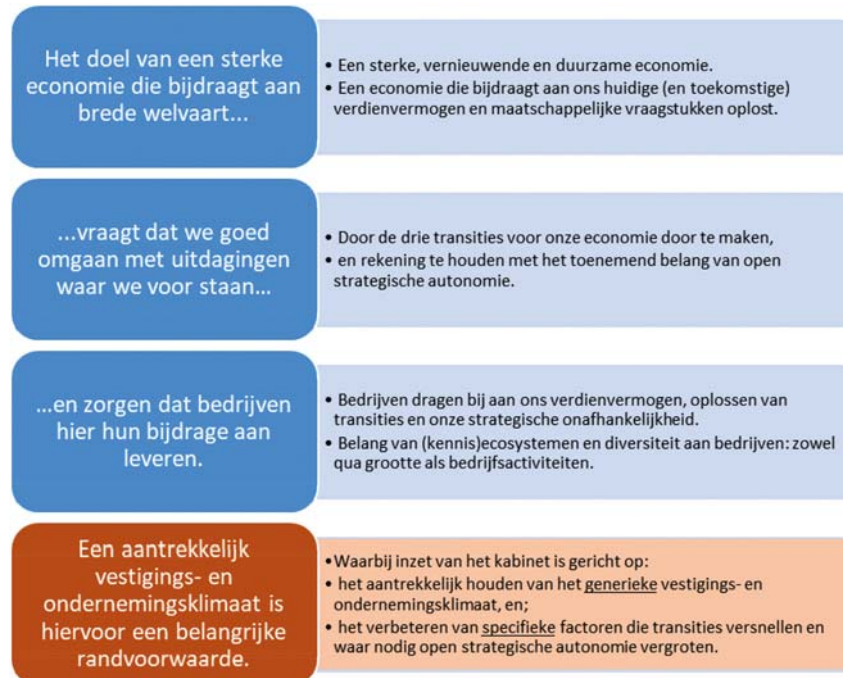 Het doel van een sterke
economie die bijdraagt aan
brede welvaart...
• Een sterke, vernieuwende en duurzame economie.
• Een economie die bijdraagt aan ons huidige (en toekomstige)
verdienvermogen en maatschappelijke vraagstukken oplost.
...vraagt dat we goed
omgaan met uitdagingen
waar we voor staan...
• Door de drie transities voor onze economie door te maken,
• en rekening te houden met het toenemend belang van open
strategische autonomie.
...en zorgen dat bedrijven
hier hun bijdrage aan
leveren.
• Bedrijven dragen bij aan ons verdienvermogen, oplossen van
transities en onze strategische onafhankelijkheid.
• Belang van (kennis)ecosystemen en diversiteit aan bedrijven: zowel
qua grootte als bedrijfsactiviteiten.
Een aantrekkelijk
vestigings- en
ondernemingsklimaat is
hiervoor een belangrijke
randvoorwaarde.
• Waarbij inzet van het kabinet is gericht op:
• het aantrekkelijk houden van het generieke vestigings- en
ondernemingsklimaat, en;
• het verbeteren van specifieke factoren die transities versnellen en
waar nodig open strategische autonomie vergroten.